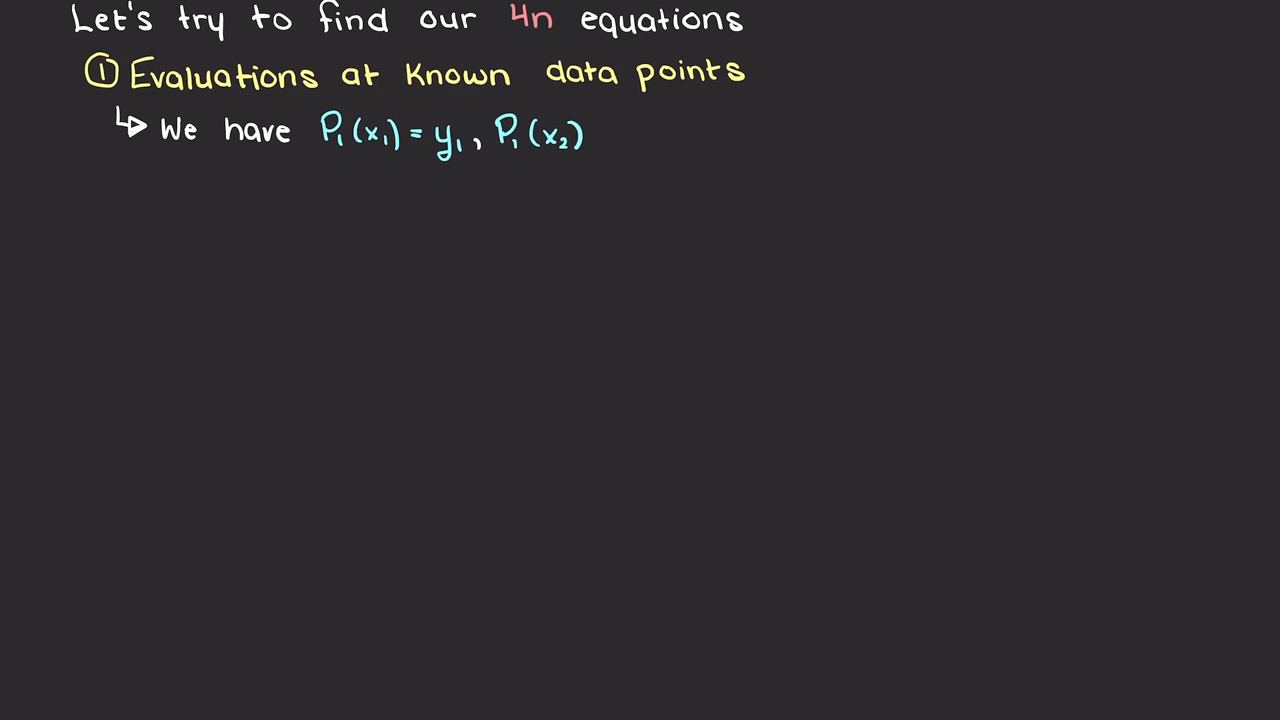 Let's try to find our 4n equations
① Evaluations at known data points
↳ We have P₁(x₁) = y₁, P₁(x₂)